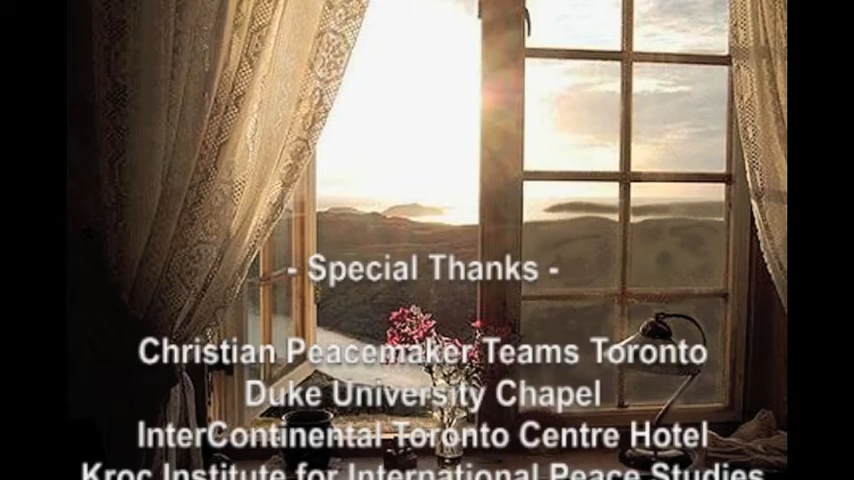 - Special Thanks -
Christian Peacemaker Teams Toronto
Duke University Chapel
InterContinental Toronto Centre Hotel
Kroc Institute for International Peace Studies